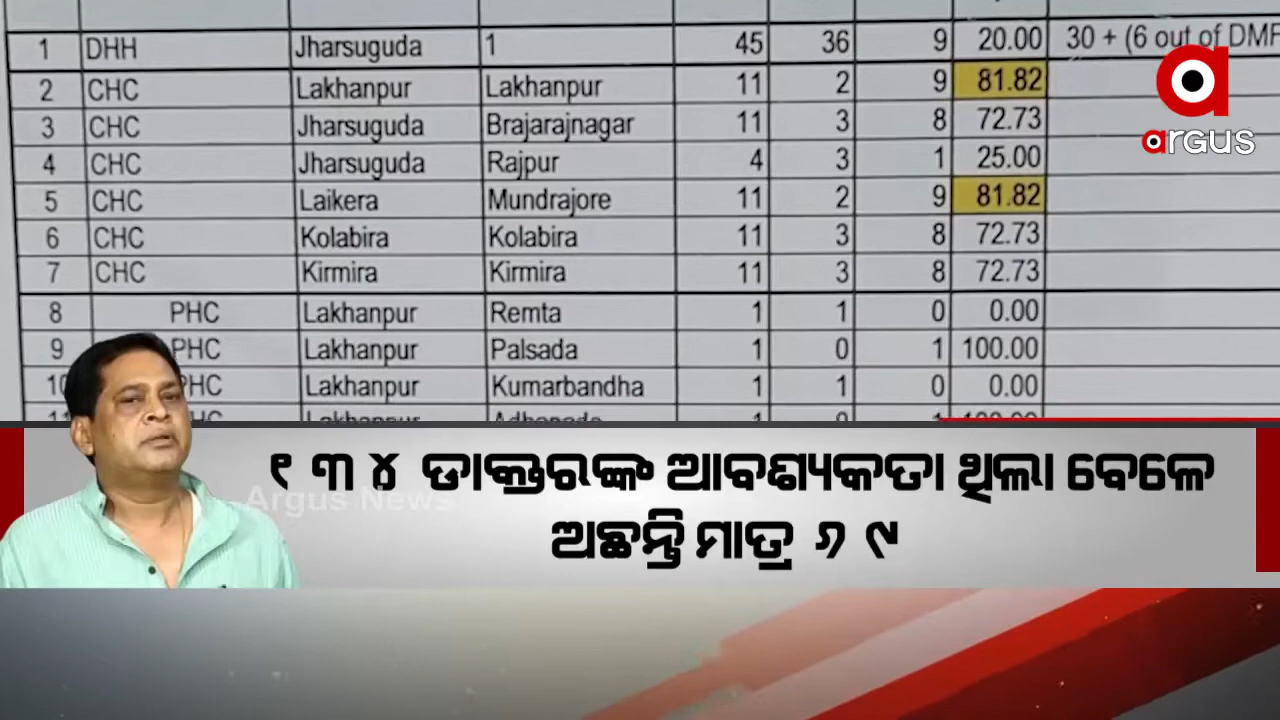 1 DHH Jharsuguda 1 45 36 9 20.00 30 + (6 out of DMF
2 CHC Lakhanpur Lakhanpur 11 2 9 81.82
3 CHC Jharsuguda Brajarajnagar 11 3 8 72.73
4 CHC Jharsuguda Rajpur 4 3 1 25.00
5 CHC Laikera Mundrajore 11 2 9 81.82
6 CHC Kolabira Kolabira 11 3 8 72.73
7 CHC Kirmira Kirmira 11 3 8 72.73
8 PHC Lakhanpur Remta 1 1 0 0.00
9 PHC Lakhanpur Palsada 1 0 1 100.00
10 PHC Lakhanpur Kumarbandha 1 1 0 0.00
argus
୧୩୪ ଡାକ୍ତରଙ୍କ ଆବଶ୍ୟକତା ଥିଲା ବେଳେ
ଅଛନ୍ତି ମାତ୍ର ୬୯
Argus News